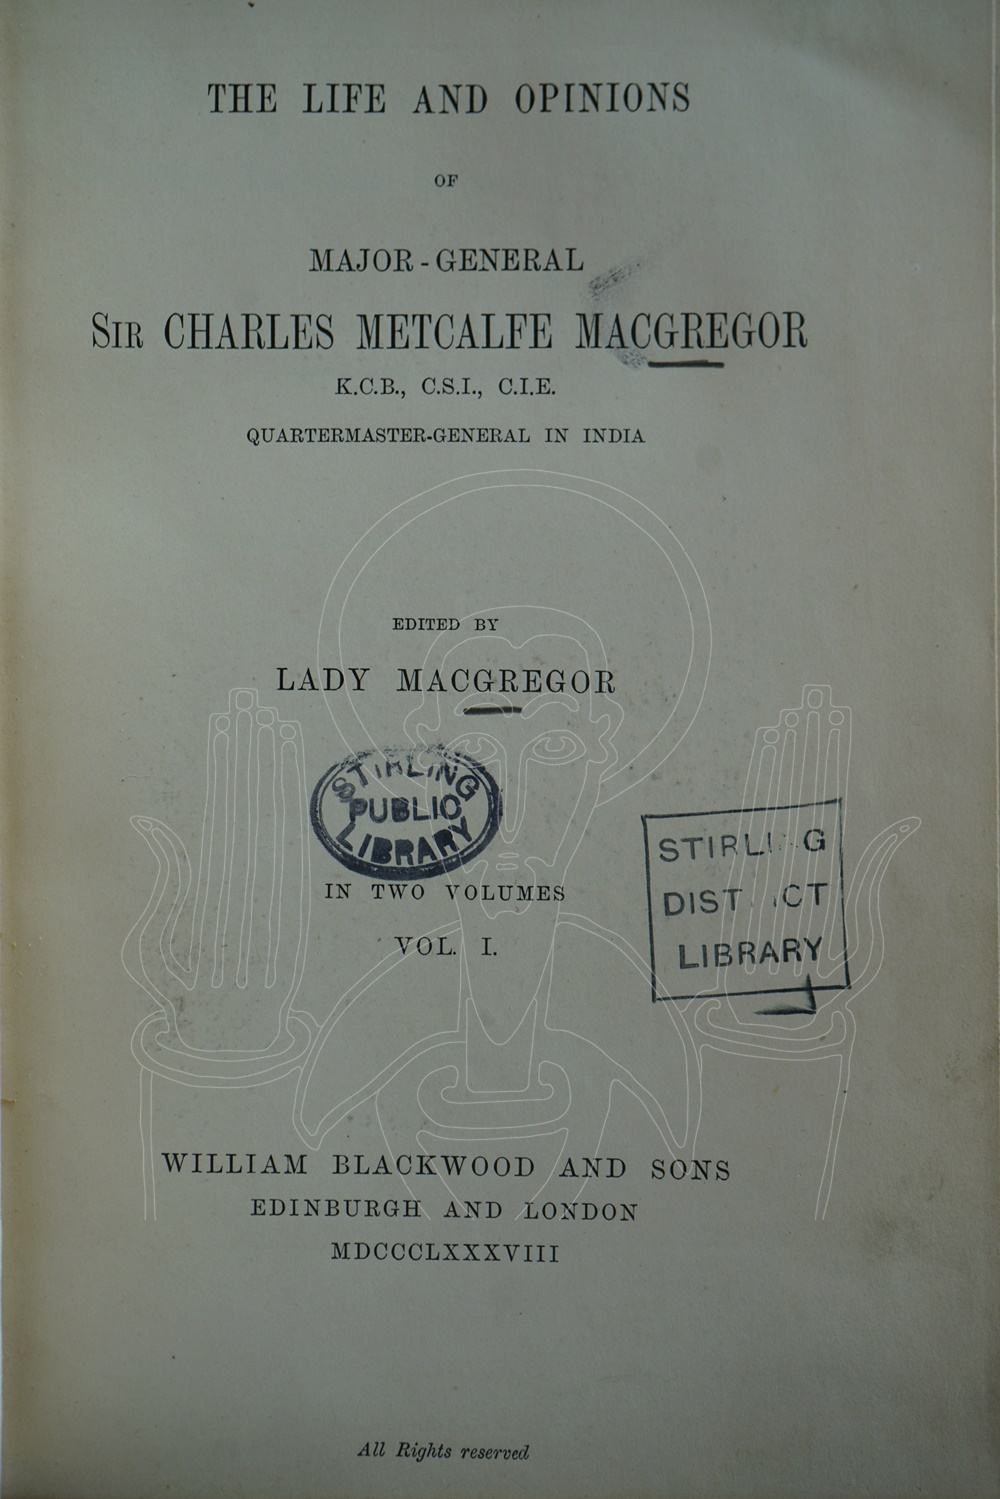 THE LIFE AND OPINIONS
OF
MAJOR-GENERAL
SIR CHARLES METCALFE MACGREGOR
K.C.B., C.S.I., C.I.E.
QUARTERMASTER-GENERAL IN INDIA
EDITED BY
LADY MACGREGOR
STIRLING
PUBLIC
LIBRARY
IN TWO VOLUMES
VOL. I.
STIRLING
DISTRICT
LIBRARY
WILLIAM BLACKWOOD AND SONS
EDINBURGH AND LONDON
MDCCCLXXXVIII
All Rights reserved